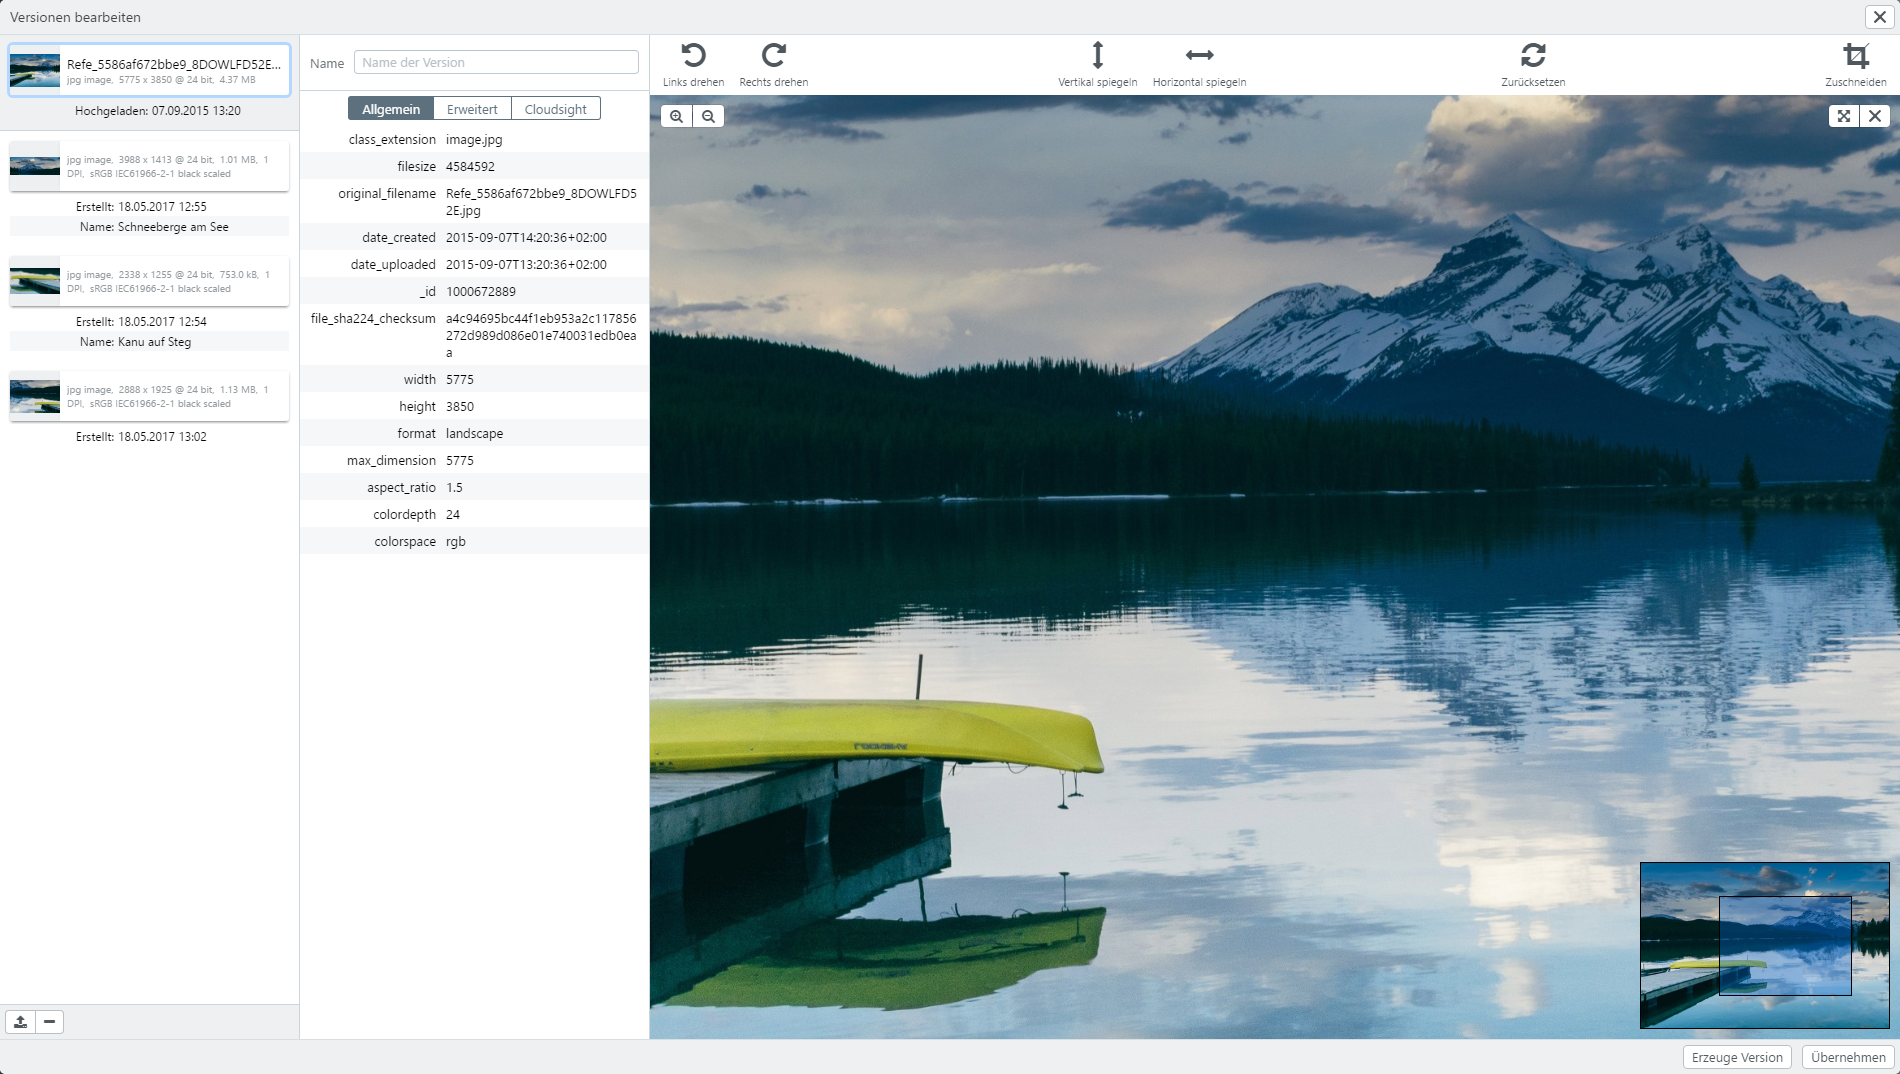 Versionen bearbeiten
Refe_5586af672bbe9_8DOWLFD52E...
jpg image, 5775 x 3850 @ 24 bit, 4.37 MB
Hochgeladen: 07.09.2015 13:20
jpg image, 3988 x 1413 @ 24 bit, 1.01 MB, 1
DPI, sRGB IEC61966-2-1 black scaled
Erstellt: 18.05.2017 12:55
Name: Schneeberge am See
jpg image, 2338 x 1255 @ 24 bit, 753.0 kB, 1
DPI, sRGB IEC61966-2-1 black scaled
Erstellt: 18.05.2017 12:54
Name: Kanu auf Steg
jpg image, 2888 x 1925 @ 24 bit, 1.13 MB, 1
DPI, sRGB IEC61966-2-1 black scaled
Erstellt: 18.05.2017 13:02
Name Name der Version
Allgemein Erweitert Cloudsight
class_extension image.jpg
filesize 4584592
original_filename Refe_5586af672bbe9_8DOWLFD5
2E.jpg
date_created 2015-09-07T14:20:36+02:00
date_uploaded 2015-09-07T13:20:36+02:00
_id 1000672889
file_sha224_checksum a4c94695bc44f1eb953a2c117856
272d989d086e01e740031edb0ea
a
width 5775
height 3850
format landscape
max_dimension 5775
aspect_ratio 1.5
colordepth 24
colorspace rgb
Links drehen Rechts drehen Vertikal spiegeln Horizontal spiegeln Zurücksetzen Zuschneiden
Erzeuge Version Übernehmen